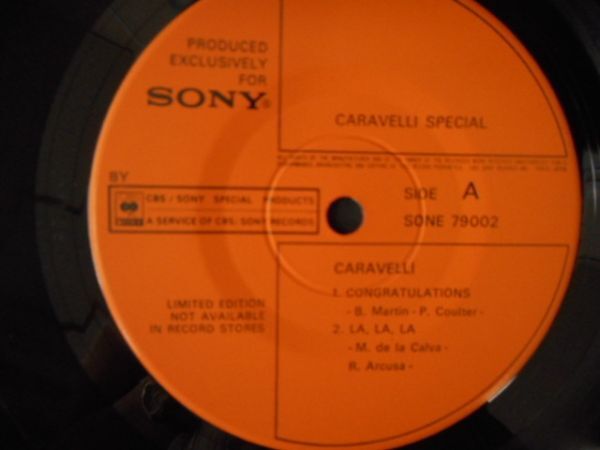 PRODUCED
EXCLUSIVELY
FOR
SONY®
CARAVELLI SPECIAL
BY
CBS / SONY SPECIAL PRODUCTS
A SERVICE OF CBS/SONY RECORDS
SIDE A
SONE 79002
CARAVELLI
1. CONGRATULATIONS
- B. Martin - P. Coulter -
2. LA, LA, LA
- M. de la Calva -
R. Arcusa -
LIMITED EDITION
NOT AVAILABLE
IN RECORD STORES